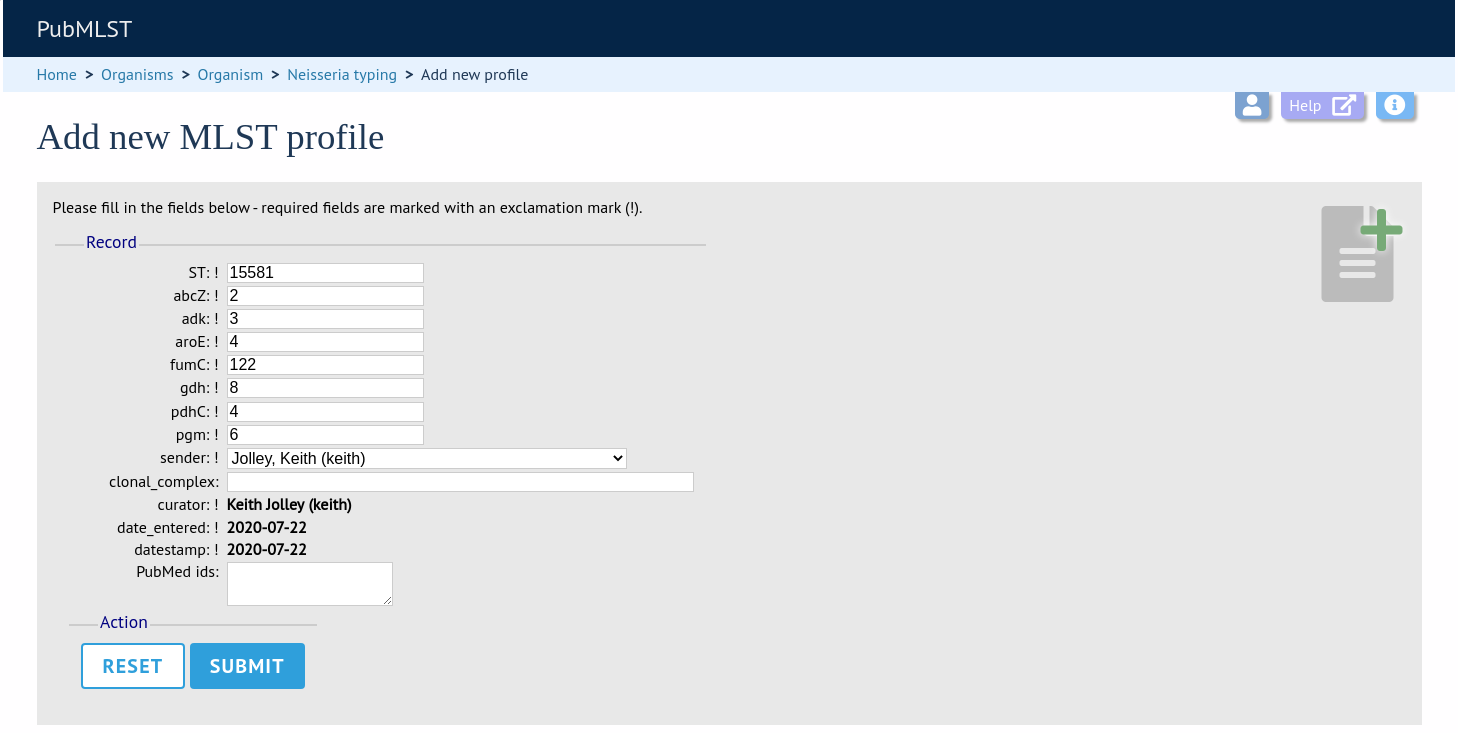 PubMLST
Home > Organisms > Organism > Neisseria typing > Add new profile
Help
Add new MLST profile
Please fill in the fields below - required fields are marked with an exclamation mark (!).
Record
ST: ! 15581
abcZ: ! 2
adk: ! 3
aroE: ! 4
fumC: ! 122
gdh: ! 8
pdhC: ! 4
pgm: ! 6
sender: ! Jolley, Keith (keith)
clonal_complex:
curator: ! Keith Jolley (keith)
date_entered: ! 2020-07-22
datestamp: ! 2020-07-22
PubMed ids:
Action
RESET SUBMIT